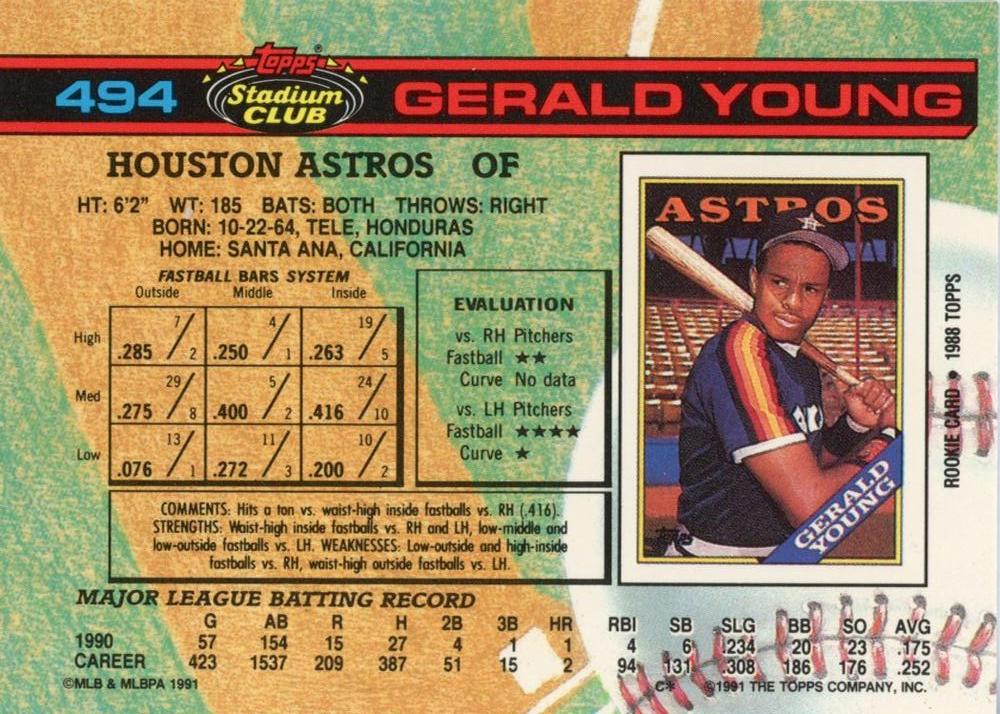 494 Topps® Stadium CLUB GERALD YOUNG
HOUSTON ASTROS OF
HT: 6'2" WT: 185 BATS: BOTH THROWS: RIGHT
BORN: 10-22-64, TELE, HONDURAS
HOME: SANTA ANA, CALIFORNIA
FASTBALL BARS SYSTEM
Outside Middle Inside
High .285 7/2 .250 4/1 .263 19/5
Med .275 29/8 .400 5/2 .416 24/10
Low .076 13/1 .272 11/3 .200 10/2
EVALUATION
vs. RH Pitchers
Fastball ★★
Curve No data
vs. LH Pitchers
Fastball ★★★★
Curve ★
COMMENTS: Hits a ton vs. waist-high inside fastballs vs. RH (.416).
STRENGTHS: Waist-high inside fastballs vs. RH and LH, low-middle and
low-outside fastballs vs. LH. WEAKNESSES: Low-outside and high-inside
fastballs vs. RH, waist-high outside fastballs vs. LH.
ASTROS
H
Topps
GERALD
YOUNG
ROOKIE CARD • 1988 TOPPS
MAJOR LEAGUE BATTING RECORD
G AB R H 2B 3B HR RBI SB SLG BB SO AVG
1990 57 154 15 27 4 1 1 4 6 .234 20 23 .175
CAREER 423 1537 209 387 51 15 2 94 131 .308 186 176 .252
©MLB & MLBPA 1991 C* ©1991 THE TOPPS COMPANY, INC.